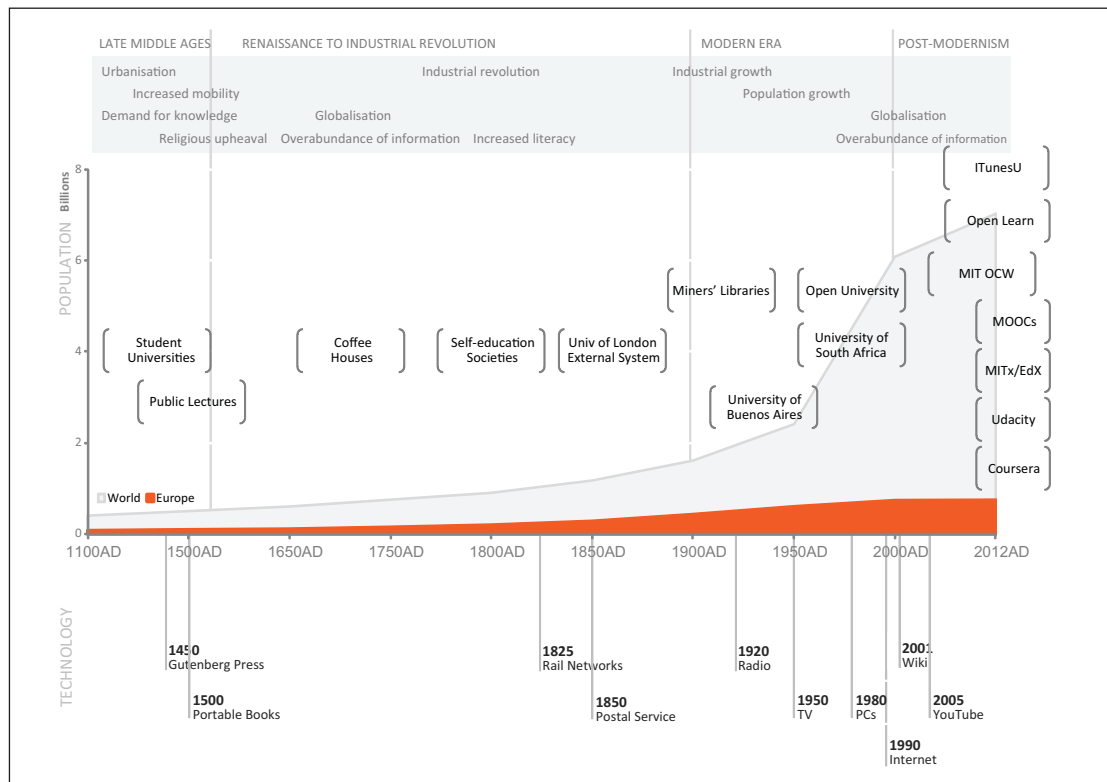 LATE MIDDLE AGES
RENAISSANCE TO INDUSTRIAL REVOLUTION
MODERN ERA
POST-MODERNISM
Urbanisation
Industrial revolution
Industrial growth
Increased mobility
Population growth
Demand for knowledge
Globalisation
Globalisation
Religious upheaval
Overabundance of information
Increased literacy
Overabundance of information
POPULATION
Billions
8
6
4
2
0
ITunesU
Open Learn
MIT OCW
Miners’ Libraries
Open University
MOOCs
Student
Universities
Coffee
Houses
Self-education
Societies
Univ of London
External System
University of
South Africa
MITx/EdX
Public Lectures
University of
Buenos Aires
Udacity
Coursera
World
Europe
1100AD
1500AD
1650AD
1750AD
1800AD
1850AD
1900AD
1950AD
2000AD
2012AD
TECHNOLOGY
1450
Gutenberg Press
1500
Portable Books
1825
Rail Networks
1850
Postal Service
1920
Radio
1950
TV
1980
PCs
1990
Internet
2001
Wiki
2005
YouTube